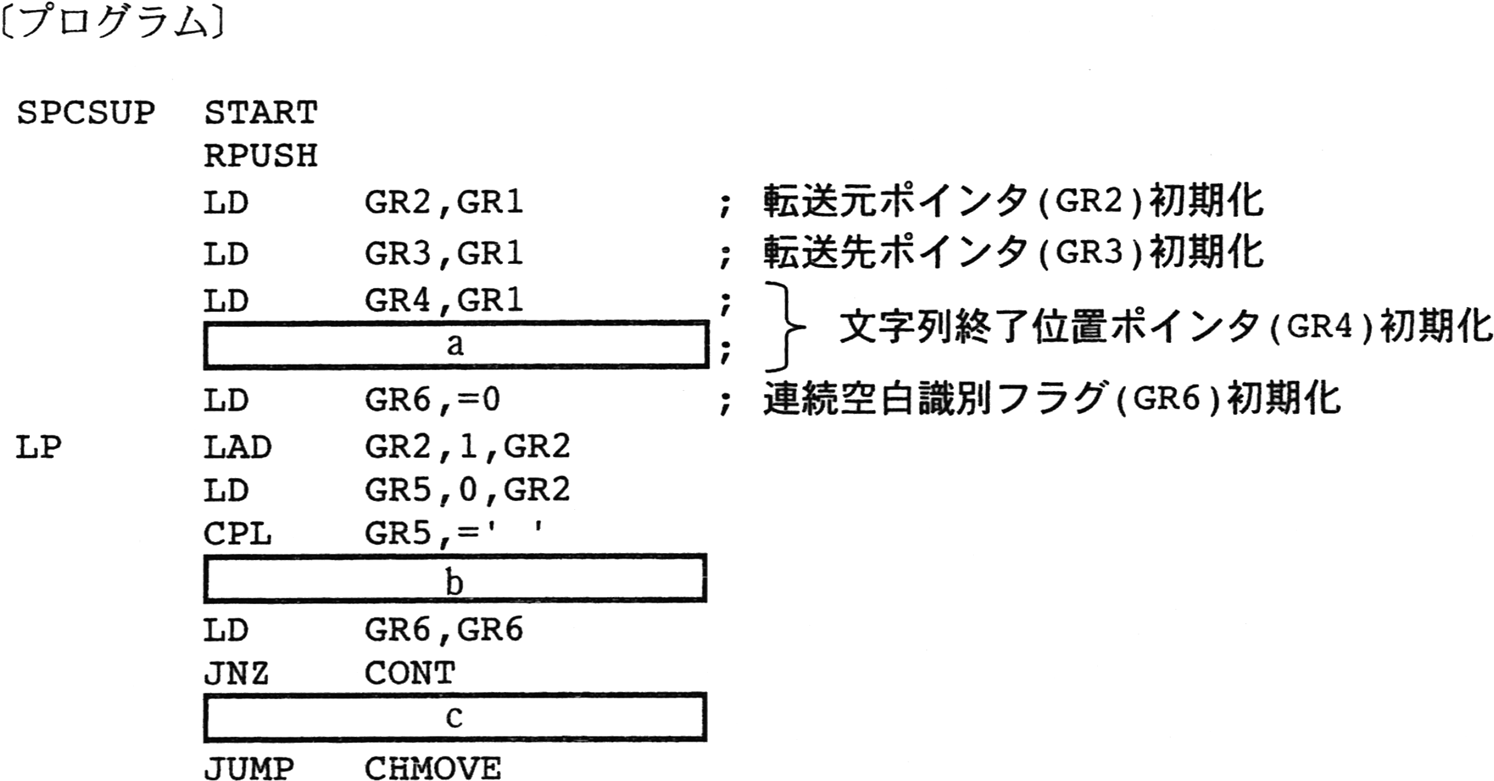 〔プログラム〕
SPCSUP START
RPUSH
LD GR2,GR1 ; 転送元ポインタ(GR2)初期化
LD GR3,GR1 ; 転送先ポインタ(GR3)初期化
LD GR4,GR1 ;
a ; 文字列終了位置ポインタ(GR4)初期化
LD GR6,=0 ; 連続空白識別フラグ(GR6)初期化
LP LAD GR2,1,GR2
LD GR5,0,GR2
CPL GR5,=' '
b
LD GR6,GR6
JNZ CONT
c
JUMP CHMOVE